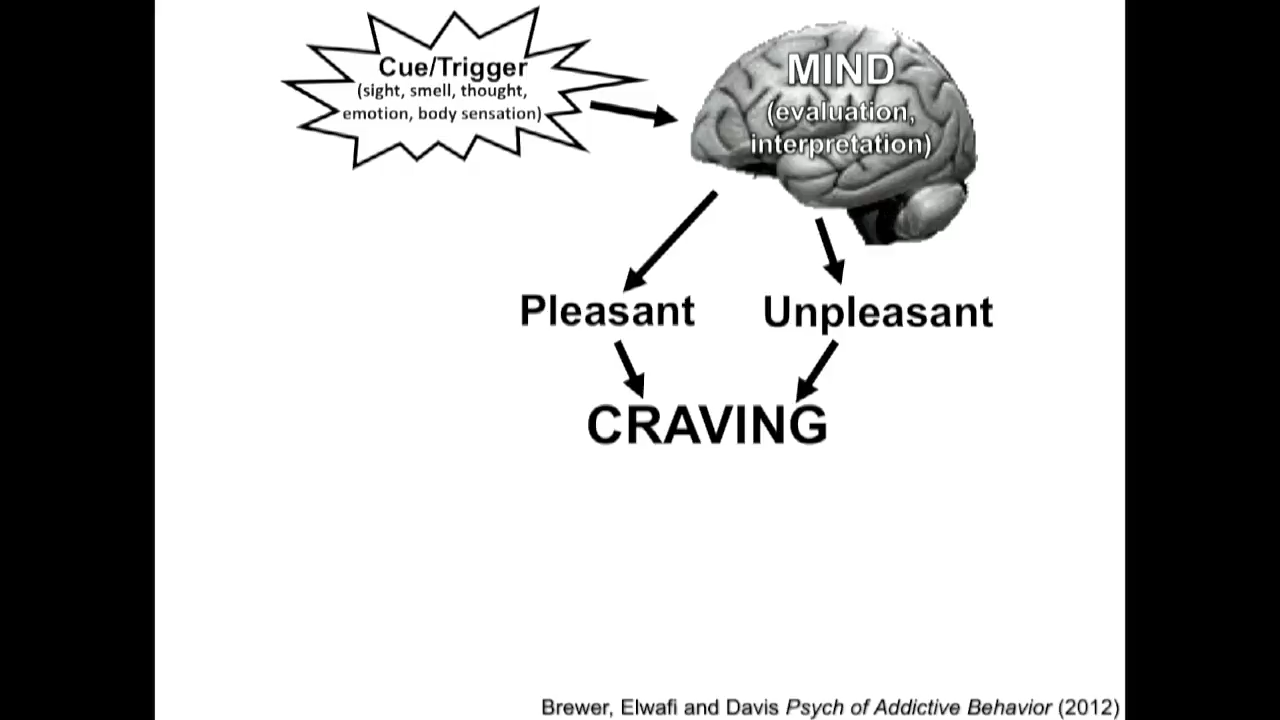 Cue/Trigger
(sight, smell, thought,
emotion, body sensation)
MIND
(evaluation,
interpretation)
Pleasant
Unpleasant
CRAVING
Brewer, Elwafi and Davis Psych of Addictive Behavior (2012)